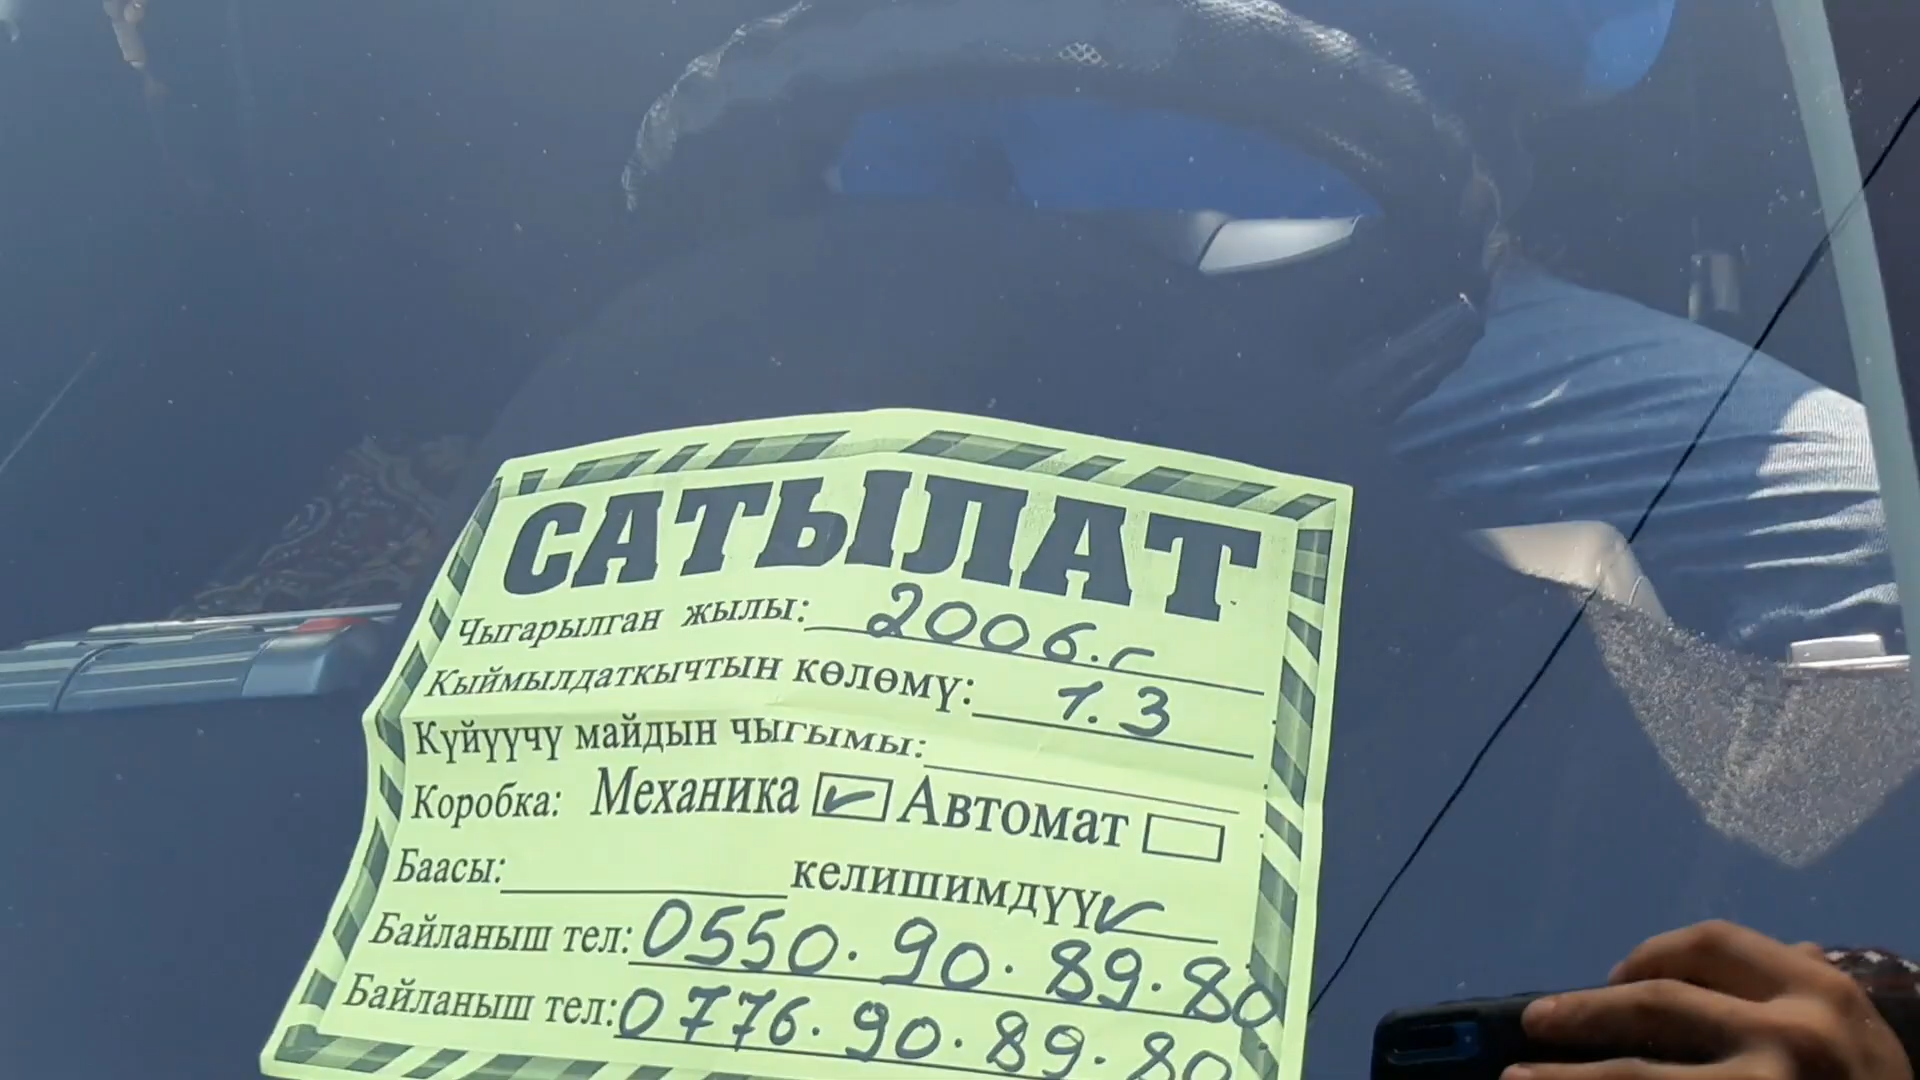 САТЫЛАТ
Чыгарылган жылы: 2006.г
Кыймылдаткычтын көлөмү: 1.3
Күйүүчү майдын чыгымы:
Коробка: Механика ✓ Автомат
Баасы: келишимдүү ✓
Байланыш тел: 0550.90.89.80
Байланыш тел: 0776.90.89.80